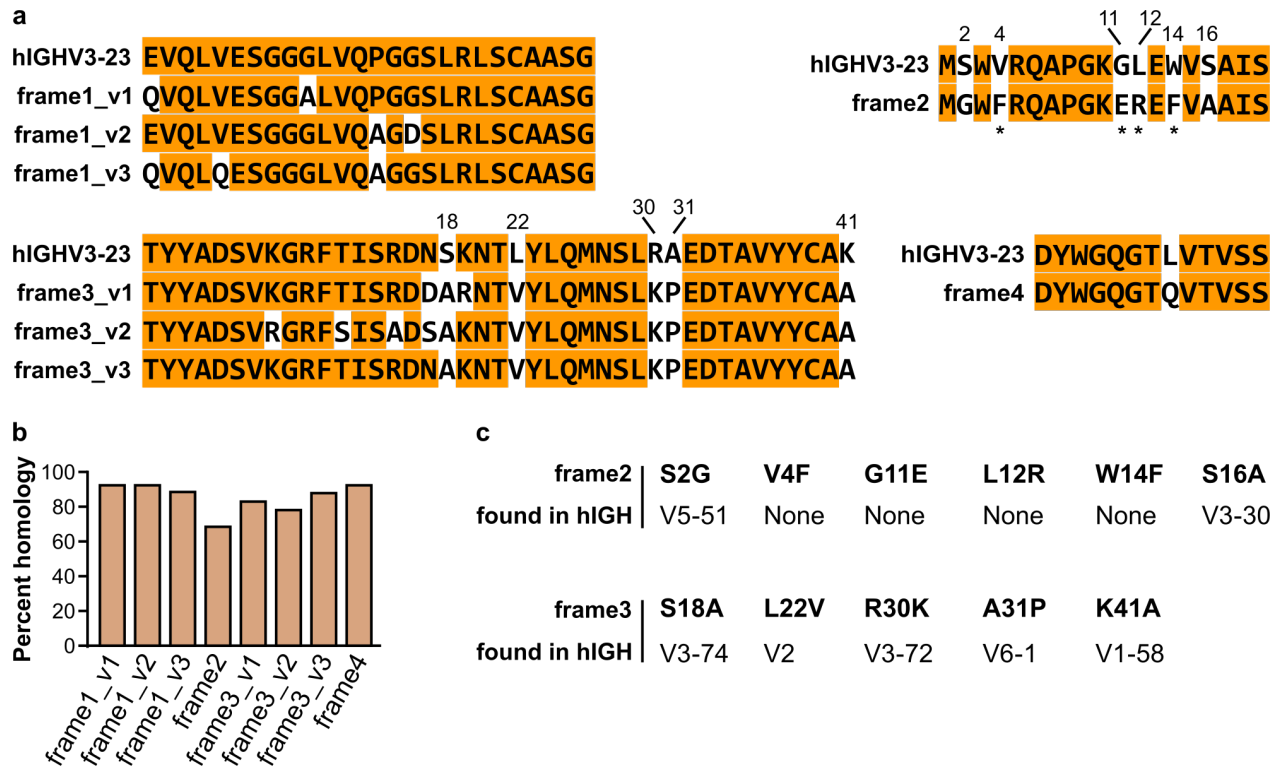 a
hIGHV3-23 EVQLVESGGGLVQPGGSLRLSCAASG
frame1_v1 QVQLVESGGALVQPGGSLRLSCAASG
frame1_v2 EVQLVESGGGLVQAGDSLRLSCAASG
frame1_v3 QVQLQESGGGLVQAGGSLRLSCAASG
11 12
2 4 14 16
hIGHV3-23 MSWVRQAPGKGLEWVSAIS
frame2 MGWFRQAPGKEREFVAAIS
* * * *
18 22 30 31 41
hIGHV3-23 TYYADSVKGRFTISRDNSKNTLYLQMNSLRAEDTAVYYCAK
frame3_v1 TYYADSVKGRFTISRDDARNTVYLQMNSLKPEDTAVYYCAA
frame3_v2 TYYADSVRGRFSISADSAKNTVYLQMNSLKPEDTAVYYCAA
frame3_v3 TYYADSVKGRFTISRDNAKNTVYLQMNSLKPEDTAVYYCAA
hIGHV3-23 DYWGQGTLVTVSS
frame4 DYWGQGTQVTVSS
b
Percent homology
100
80
60
40
20
0
frame1_v1
frame1_v2
frame1_v3
frame2
frame3_v1
frame3_v2
frame3_v3
frame4
c
frame2 S2G V4F G11E L12R W14F S16A
found in hIGH V5-51 None None None None V3-30
frame3 S18A L22V R30K A31P K41A
found in hIGH V3-74 V2 V3-72 V6-1 V1-58